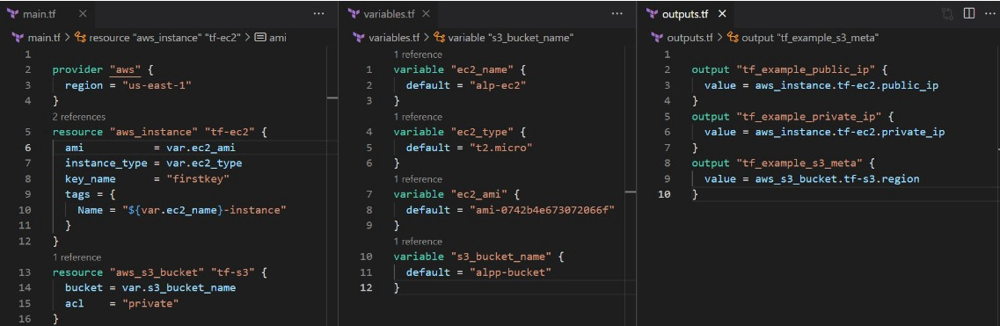 main.tf
main.tf > resource "aws_instance" "tf-ec2" > ami
1
2 provider "aws" {
3 region = "us-east-1"
4 }
2 references
5 resource "aws_instance" "tf-ec2" {
6 ami = var.ec2_ami
7 instance_type = var.ec2_type
8 key_name = "firstkey"
9 tags = {
10 Name = "${var.ec2_name}-instance"
11 }
12 }
1 reference
13 resource "aws_s3_bucket" "tf-s3" {
14 bucket = var.s3_bucket_name
15 acl = "private"
16 }
variables.tf
variables.tf > variable "s3_bucket_name"
1 reference
1 variable "ec2_name" {
2 default = "alp-ec2"
3 }
1 reference
4 variable "ec2_type" {
5 default = "t2.micro"
6 }
1 reference
7 variable "ec2_ami" {
8 default = "ami-0742b4e673072066f"
9 }
1 reference
10 variable "s3_bucket_name" {
11 default = "alpp-bucket"
12 }
outputs.tf
outputs.tf > output "tf_example_s3_meta"
1
2 output "tf_example_public_ip" {
3 value = aws_instance.tf-ec2.public_ip
4 }
5 output "tf_example_private_ip" {
6 value = aws_instance.tf-ec2.private_ip
7 }
8 output "tf_example_s3_meta" {
9 value = aws_s3_bucket.tf-s3.region
10 }